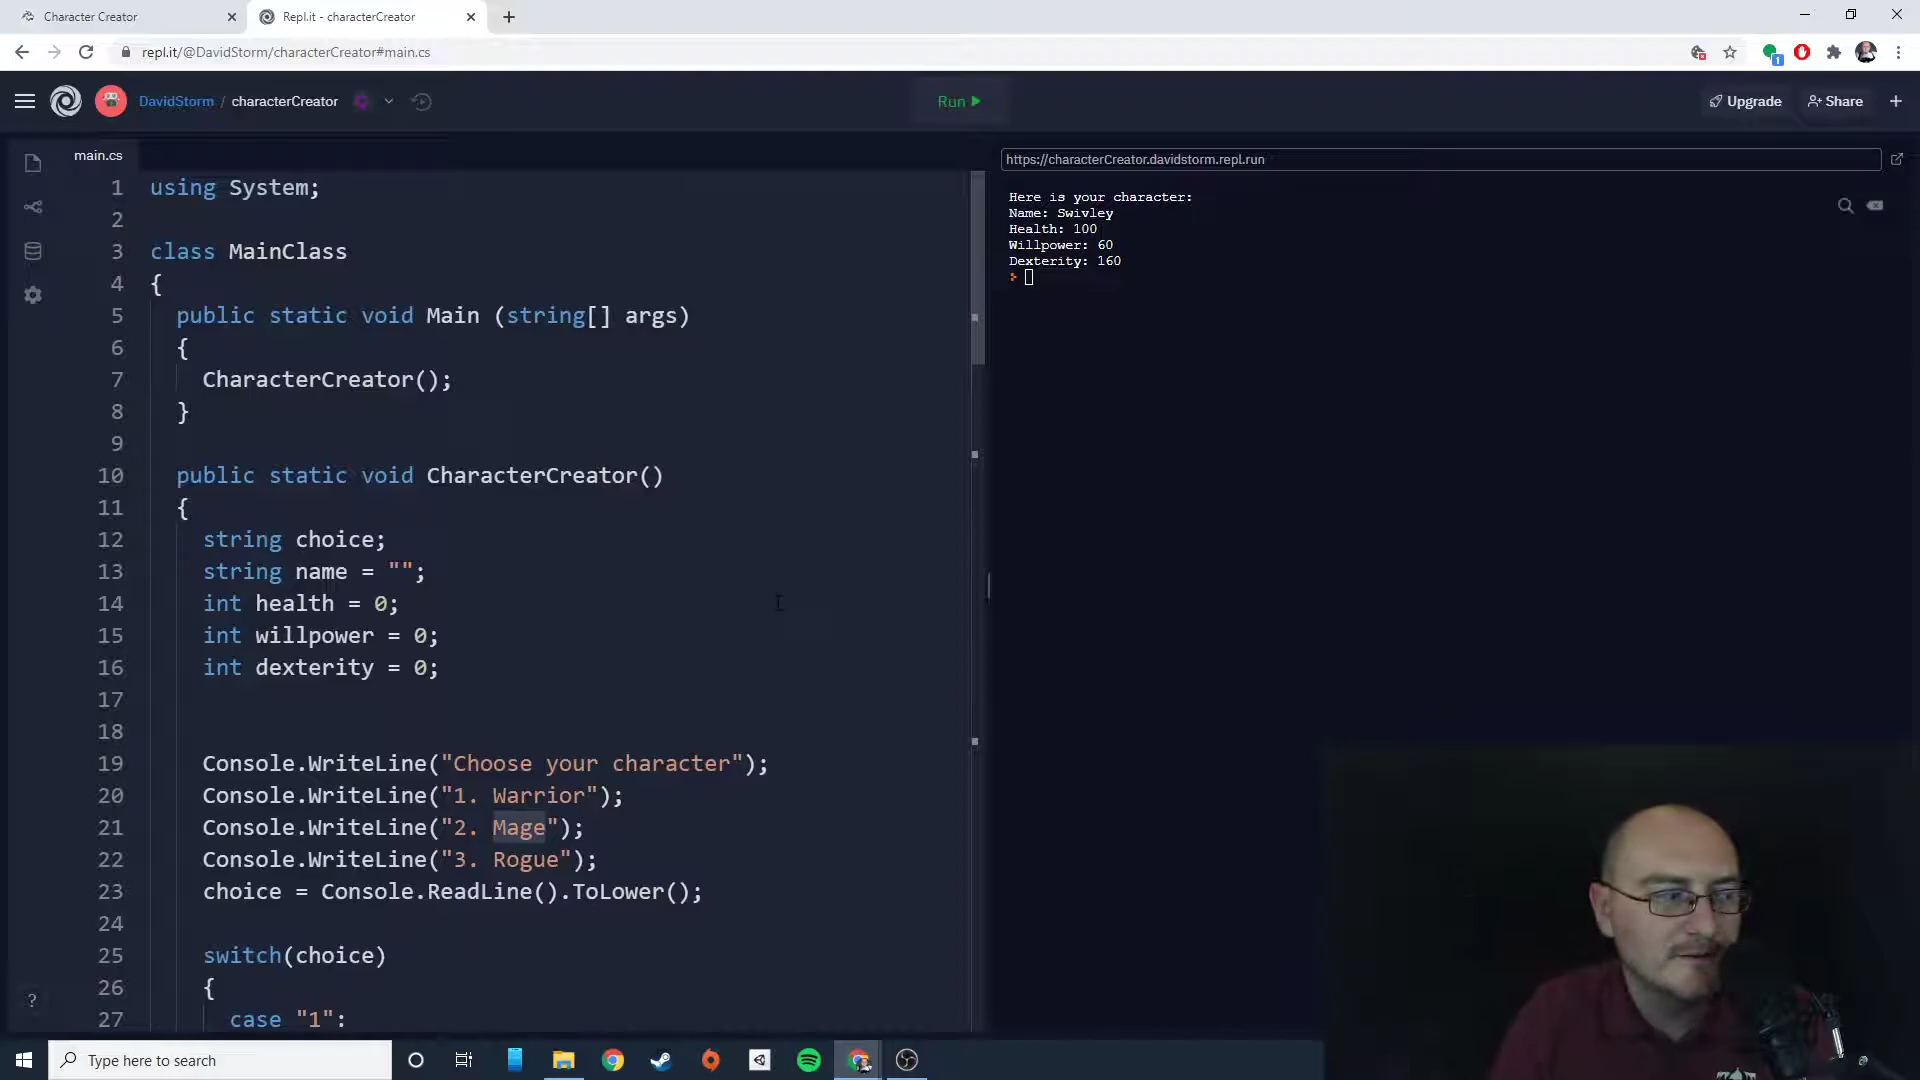 Character Creator
Repl.it - characterCreator
repl.it/@DavidStorm/characterCreator#main.cs
1
DavidStorm / characterCreator
Run
Upgrade
Share
main.cs
1 using System;
2
3 class MainClass
4 {
5 public static void Main (string[] args)
6 {
7 CharacterCreator();
8 }
9
10 public static void CharacterCreator()
11 {
12 string choice;
13 string name = "";
14 int health = 0;
15 int willpower = 0;
16 int dexterity = 0;
17
18
19 Console.WriteLine("Choose your character");
20 Console.WriteLine("1. Warrior");
21 Console.WriteLine("2. Mage");
22 Console.WriteLine("3. Rogue");
23 choice = Console.ReadLine().ToLower();
24
25 switch(choice)
26 {
27 case "1":
https://characterCreator.davidstorm.repl.run
Here is your character:
Name: Swivley
Health: 100
Willpower: 60
Dexterity: 160
?
Type here to search